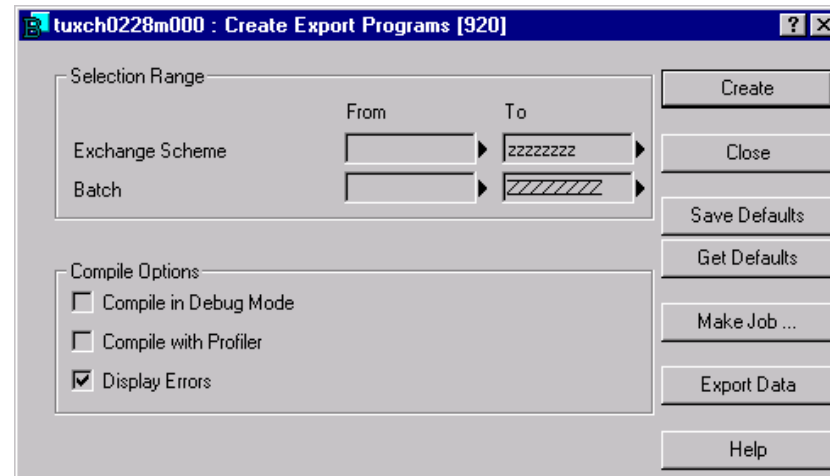 tuxch0228m000 : Create Export Programs [920]
Selection Range
From To
Exchange Scheme zzzzzzzz
Batch ZZZZZZZZZ
Compile Options
Compile in Debug Mode
Compile with Profiler
Display Errors
Create
Close
Save Defaults
Get Defaults
Make Job ...
Export Data
Help